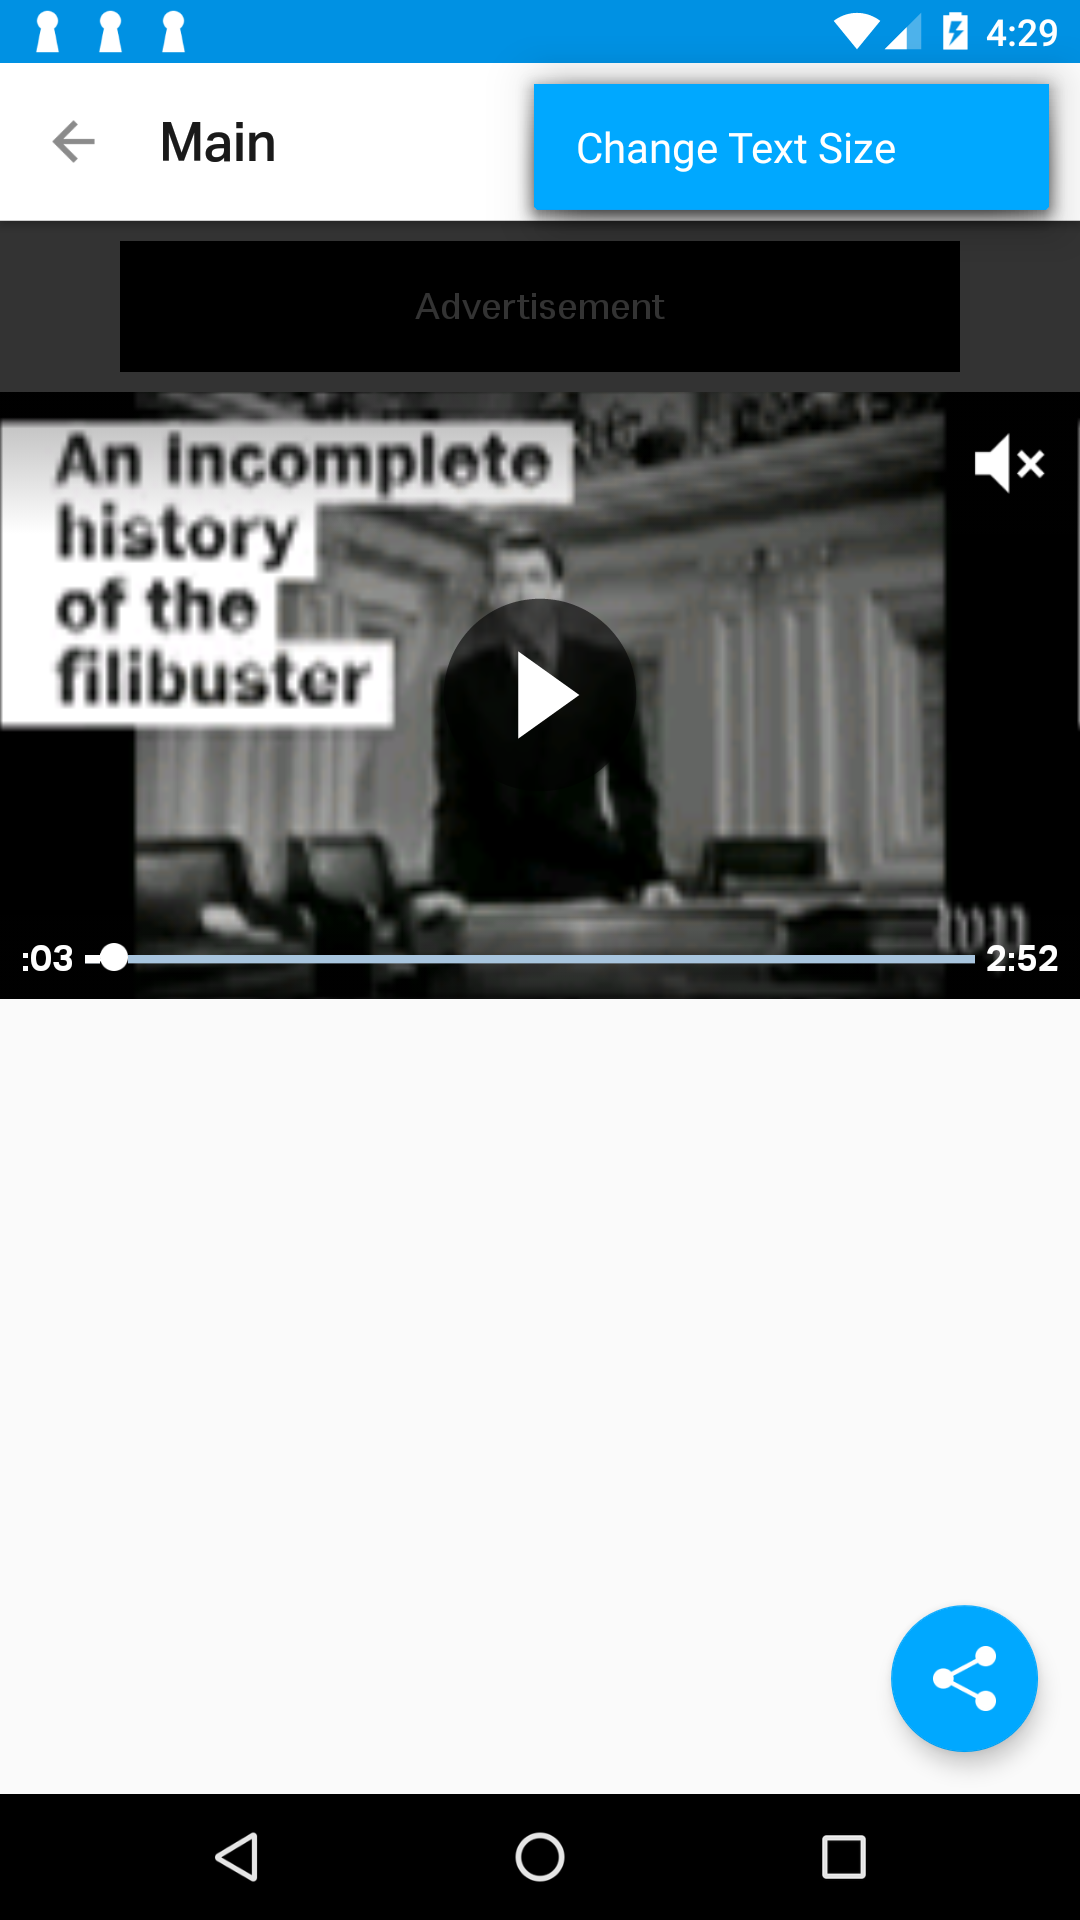 4:29
Main
Change Text Size
Advertisement
An incomplete
history
of the
filibuster
:03
2:52